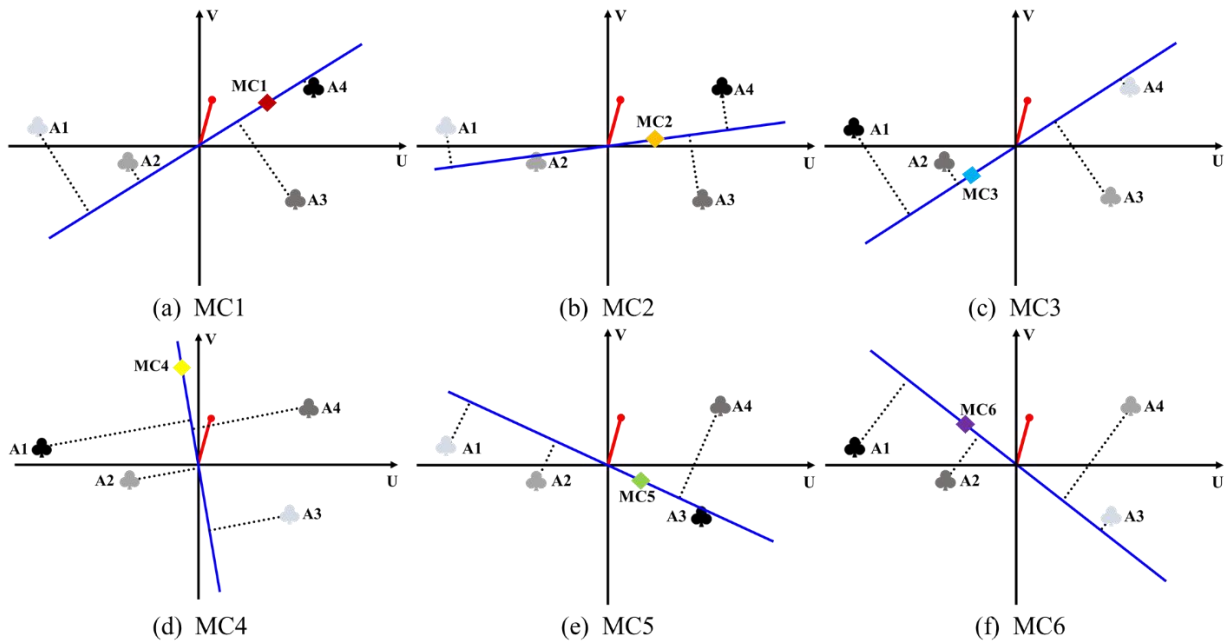 V
MC1
A4
A1
A2
U
A3
(a) MC1
V
A4
A1
MC2
A2
U
A3
(b) MC2
V
A4
A1
A2
MC3
U
A3
(c) MC3
V
MC4
A4
A1
A2
U
A3
(d) MC4
V
A4
A1
A2
U
MC5
A3
(e) MC5
V
A4
MC6
A1
A2
U
A3
(f) MC6